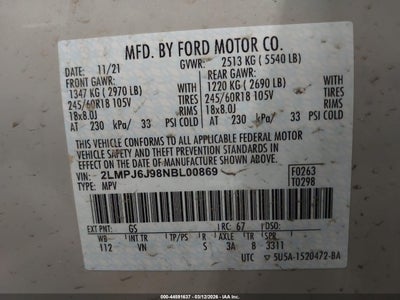 MFD. BY FORD MOTOR CO.
DATE: 11/21 GVWR: 2513 KG ( 5540 LB)
FRONT GAWR: REAR GAWR:
1347 KG ( 2970 LB) WITH 1220 KG ( 2690 LB) WITH
245/60R18 105V TIRES 245/60R18 105V TIRES
18x8.0J RIMS 18x8.0J RIMS
AT 230 kPa/ 33 PSI COLD AT 230 kPa/ 33 PSI COLD
THIS VEHICLE CONFORMS TO ALL APPLICABLE FEDERAL MOTOR
VEHICLE SAFETY AND THEFT PREVENTION STANDARDS IN EFFECT
ON THE DATE OF MANUFACTURE SHOWN ABOVE.
VIN: 2LMPJ6J98NBL00869 F0263
TYPE: MPV T0298
EXT PNT: GS RC: 67 DSO:
WB INT TR TP/PS R AXLE TR SPR
112 VN S 3A B 3311
UTC 5U5A-1520472-BA
000-44591637 - 03/12/2026 - IAAI.COM